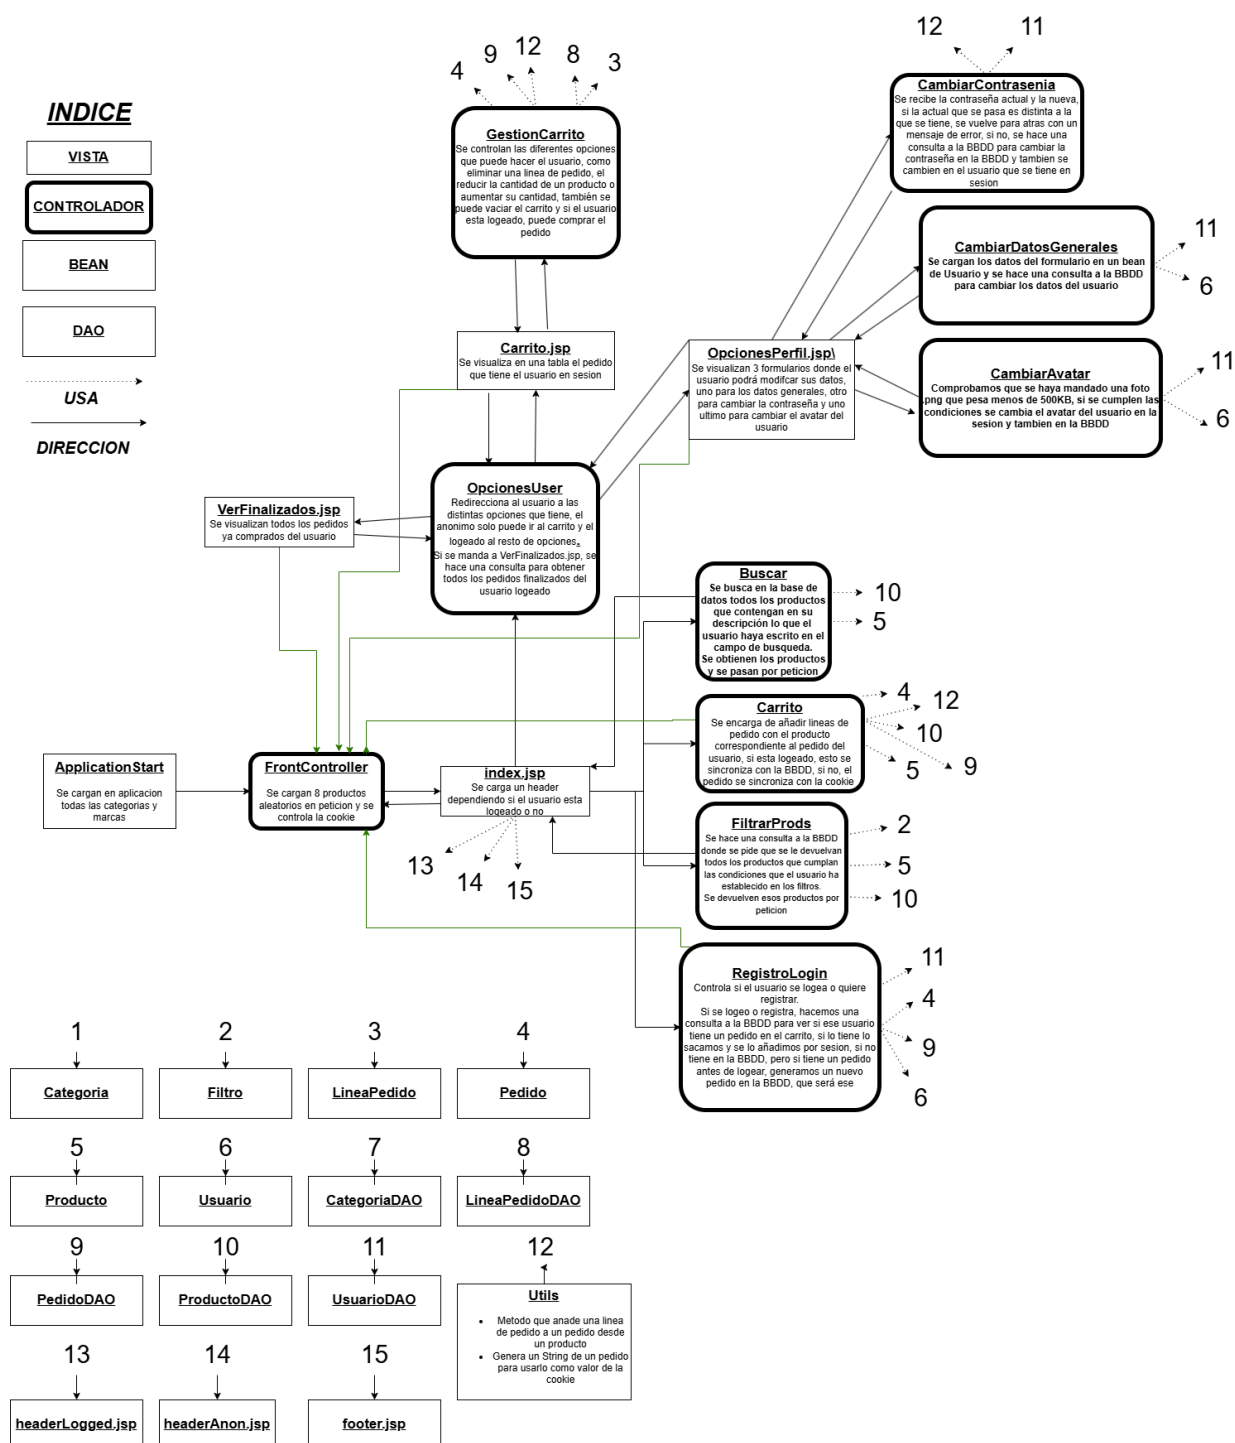 INDICE
VISTA
CONTROLADOR
BEAN
DAO
USA
DIRECCION
4
9
12
8
3
GestionCarrito
Se controlan las diferentes opciones
que puede hacer el usuario, como
eliminar una linea de pedido, el
reducir la cantidad de un producto o
aumentar su cantidad, también se
puede vaciar el carrito y si el usuario
esta logeado, puede comprar el
pedido
12
11
CambiarContrasenia
Se recibe la contraseña actual y la nueva,
si la actual que se pasa es distinta a la
que se tiene, se vuelve para atras con un
mensaje de error, si no, se hace una
consulta a la BBDD para cambiar la
contraseña en la BBDD y tambien se
cambien en el usuario que se tiene en
sesion
CambiarDatosGenerales
Se cargan los datos del formulario en un bean
de Usuario y se hace una consulta a la BBDD
para cambiar los datos del usuario
11
6
CambiarAvatar
Comprobamos que se haya mandado una foto
.png que pesa menos de 500KB, si se cumplen las
condiciones se cambia el avatar del usuario en la
sesion y tambien en la BBDD
11
6
Carrito.jsp
Se visualiza en una tabla el pedido
que tiene el usuario en sesion
OpcionesPerfil.jsp\
Se visualizan 3 formularios donde el
usuario podrá modifcar sus datos,
uno para los datos generales, otro
para cambiar la contraseña y uno
ultimo para cambiar el avatar del
usuario
OpcionesUser
Redirecciona al usuario a las
distintas opciones que tiene, el
anonimo solo puede ir al carrito y el
logeado al resto de opciones.
Si se manda a VerFinalizados.jsp, se
hace una consulta para obtener
todos los pedidos finalizados del
usuario logeado
VerFinalizados.jsp
Se visualizan todos los pedidos
ya comprados del usuario
Buscar
Se busca en la base de
datos todos los productos
que contengan en su
descripción lo que el
usuario haya escrito en el
campo de busqueda.
Se obtienen los productos
y se pasan por peticion
10
5
Carrito
Se encarga de añadir lineas de
pedido con el producto
correspondiente al pedido del
usuario, si esta logeado, esto se
sincroniza con la BBDD, si no, el
pedido se sincroniza con la cookie
4
12
10
5
9
ApplicationStart
Se cargan en aplicacion
todas las categorias y
marcas
FrontController
Se cargan 8 productos
aleatorios en peticion y se
controla la cookie
index.jsp
Se carga un header
dependiendo si el usuario esta
logeado o no
13
14
15
FiltrarProds
Se hace una consulta a la BBDD
donde se pide que se le devuelvan
todos los productos que cumplan
las condiciones que el usuario ha
establecido en los filtros.
Se devuelven esos productos por
peticion
2
5
10
RegistroLogin
Controla si el usuario se logea o quiere
registrar.
Si se logeo o registra, hacemos una
consulta a la BBDD para ver si ese usuario
tiene un pedido en el carrito, si lo tiene lo
sacamos y se lo añadimos por sesion, si no
tiene en la BBDD, pero si tiene un pedido
antes de logear, generamos un nuevo
pedido en la BBDD, que será ese
11
4
9
6
1
2
3
4
Categoria
Filtro
LineaPedido
Pedido
5
6
7
8
Producto
Usuario
CategoriaDAO
LineaPedidoDAO
9
10
11
12
PedidoDAO
ProductoDAO
UsuarioDAO
Utils
• Metodo que anade una linea
de pedido a un pedido desde
un producto
• Genera un String de un pedido
para usarlo como valor de la
cookie
13
14
15
headerLogged.jsp
headerAnon.jsp
footer.jsp